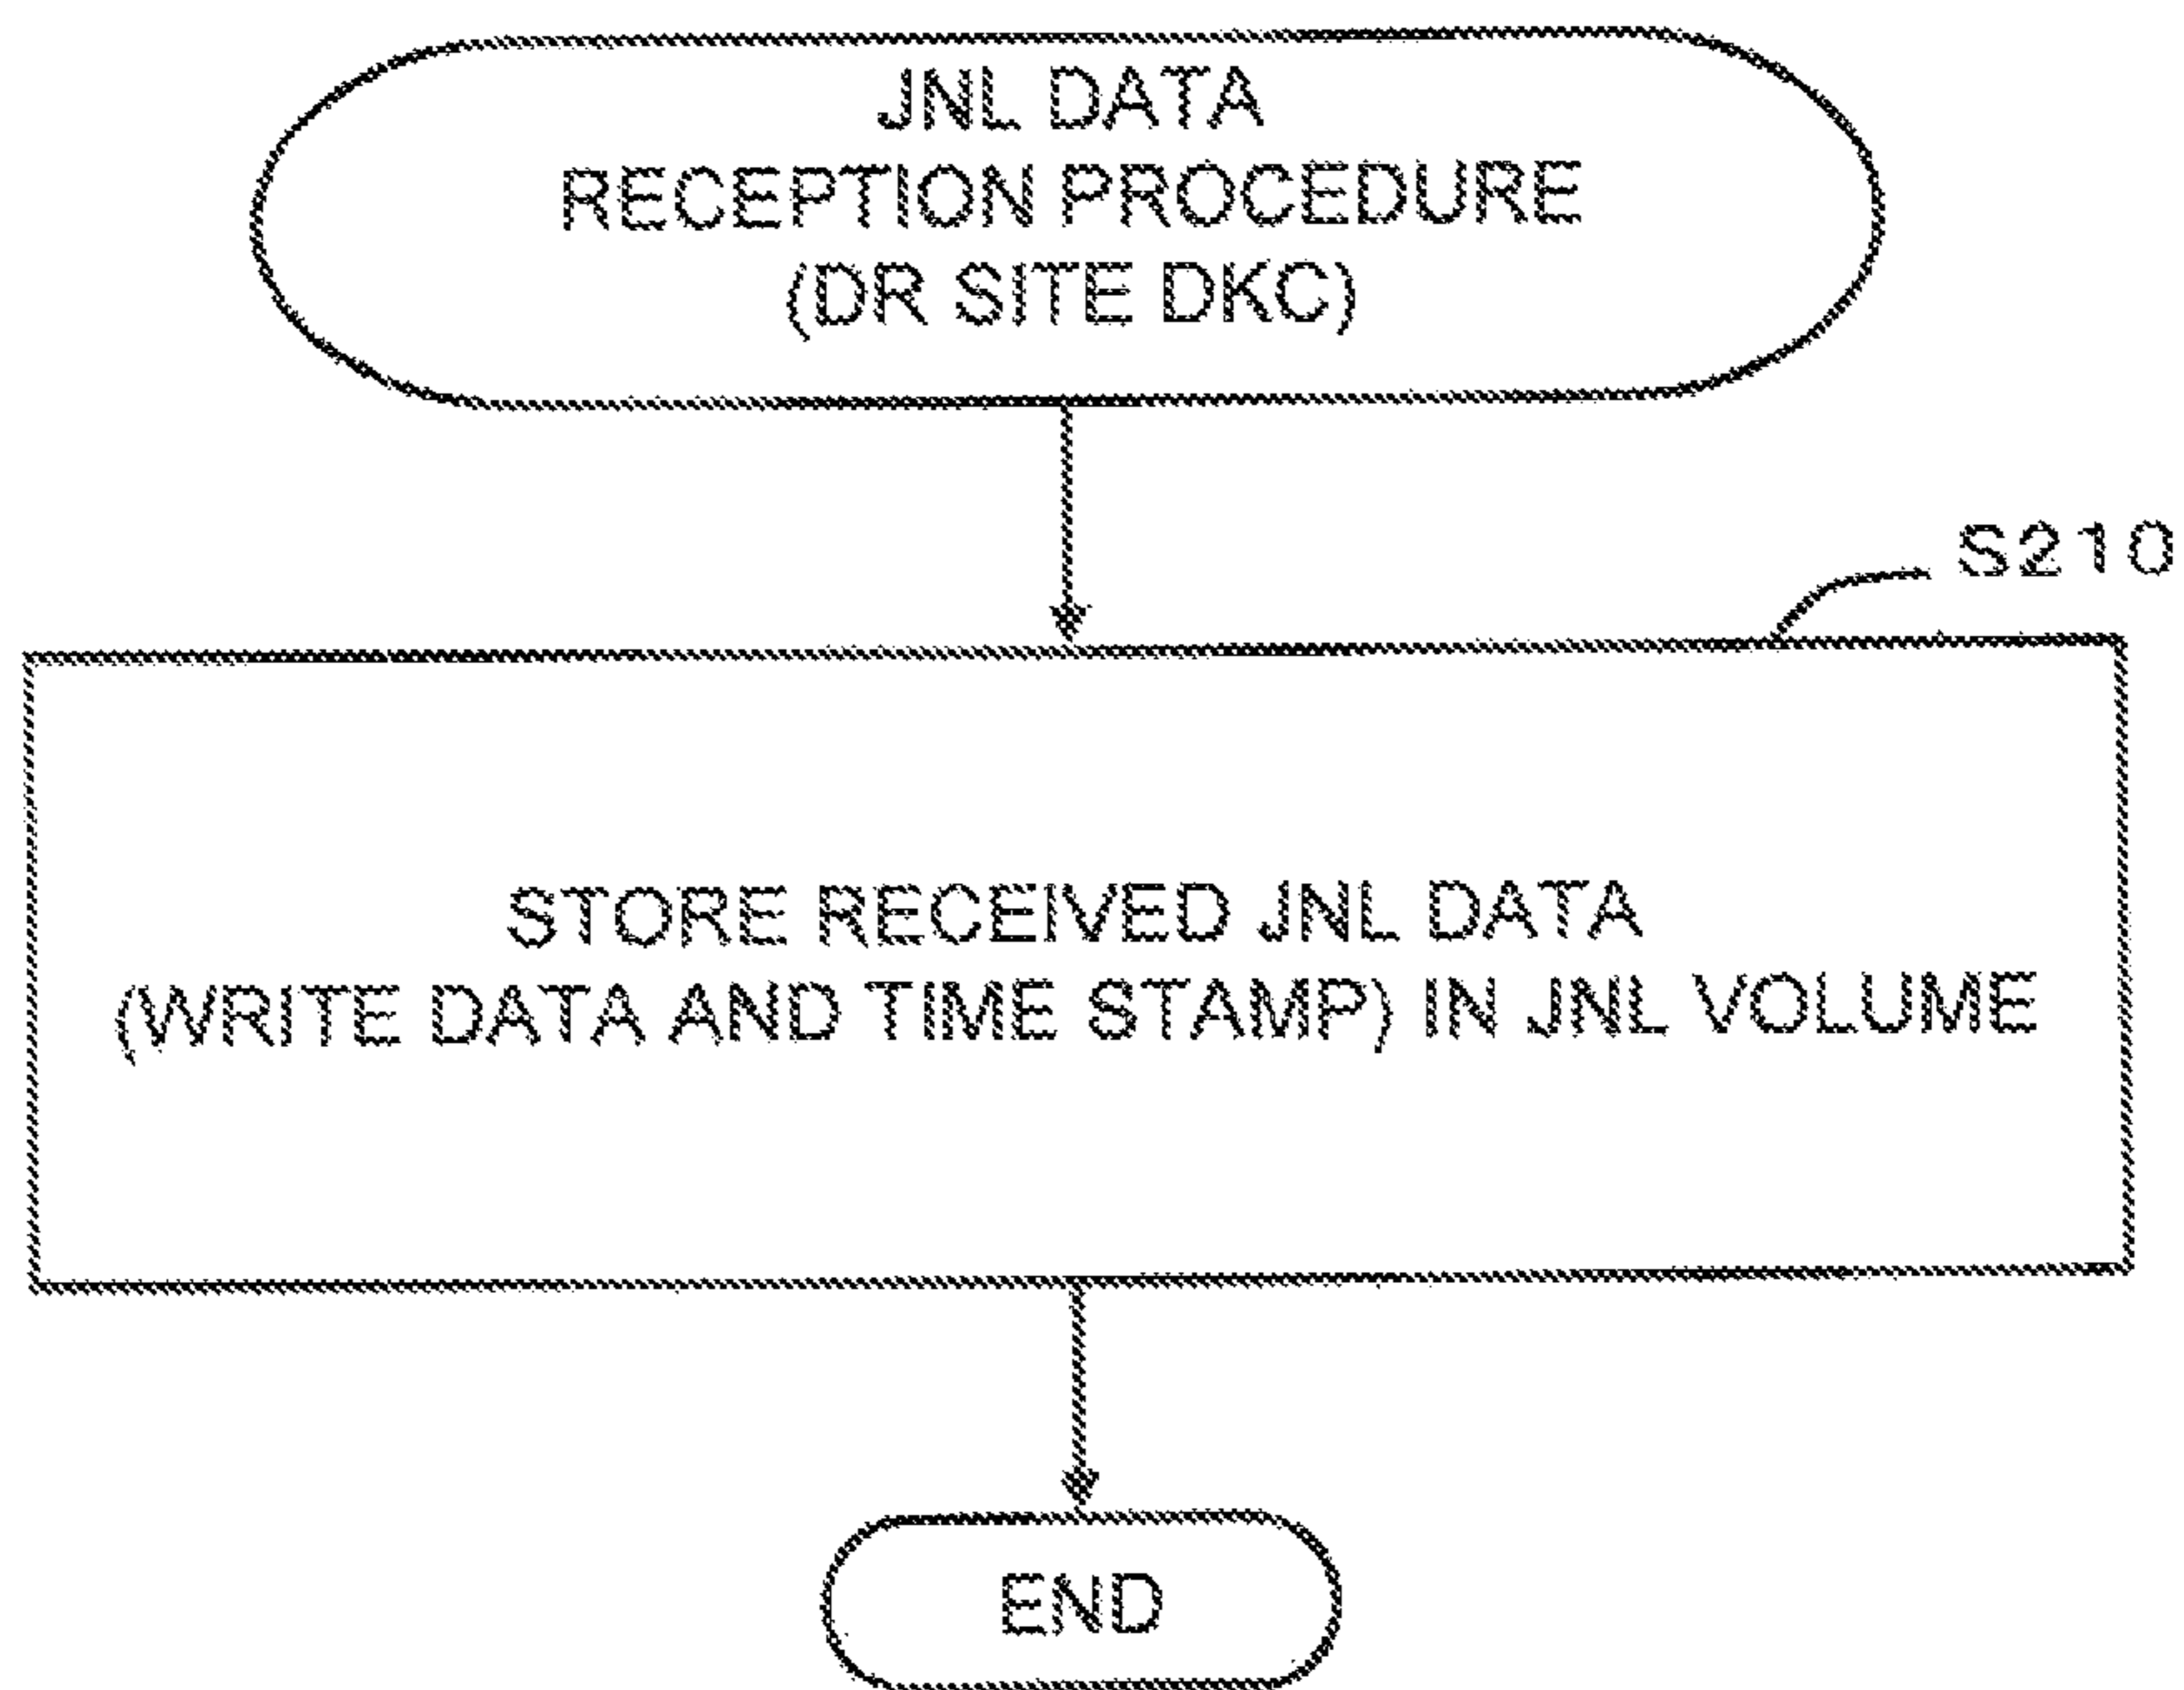 JNL DATA
RECEPTION PROCEDURE
(DR SITE DKC)
S210
STORE RECEIVED JNL DATA
(WRITE DATA AND TIME STAMP) IN JNL VOLUME
END